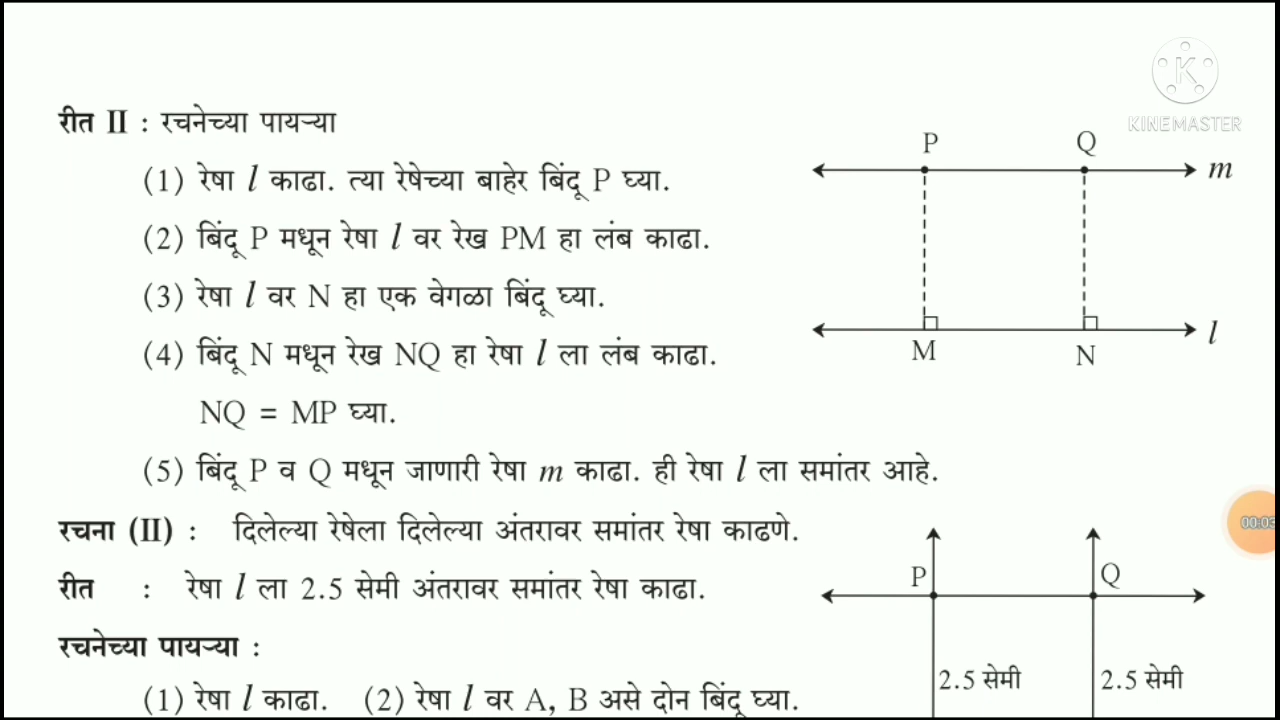 KINEMASTER
रीत II : रचनेच्या पायऱ्या
(1) रेषा l काढा. त्या रेषेच्या बाहेर बिंदू P घ्या.
(2) बिंदू P मधून रेषा l वर रेख PM हा लंब काढा.
(3) रेषा l वर N हा एक वेगळा बिंदू घ्या.
(4) बिंदू N मधून रेख NQ हा रेषा l ला लंब काढा.
NQ = MP घ्या.
(5) बिंदू P व Q मधून जाणारी रेषा m काढा. ही रेषा l ला समांतर आहे.
P Q
m
M N
l
रचना (II) : दिलेल्या रेषेला दिलेल्या अंतरावर समांतर रेषा काढणे.
रीत : रेषा l ला 2.5 सेमी अंतरावर समांतर रेषा काढा.
रचनेच्या पायऱ्या :
(1) रेषा l काढा. (2) रेषा l वर A, B असे दोन बिंदू घ्या.
P Q
2.5 सेमी 2.5 सेमी
00:03